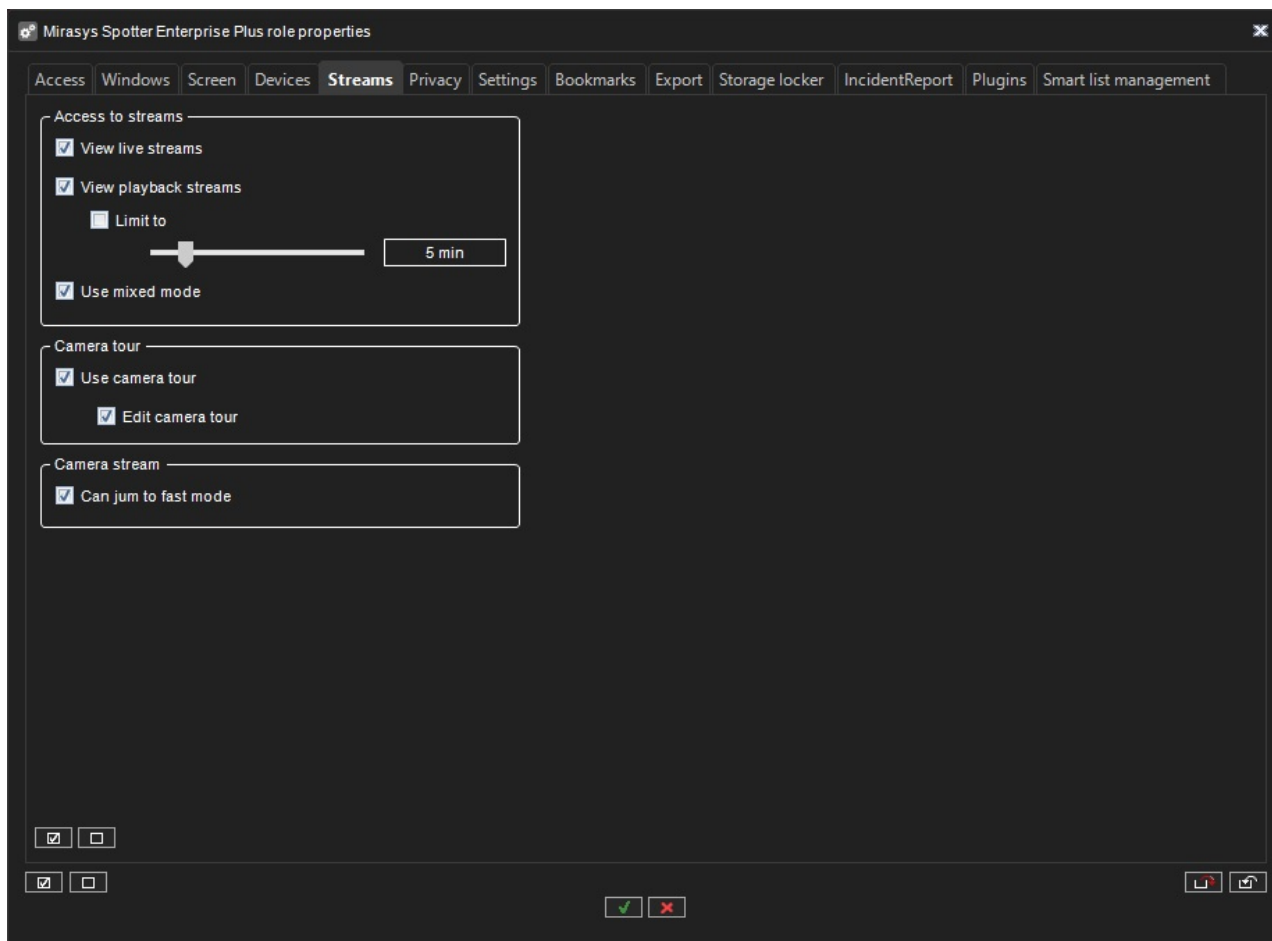 Mirasys Spotter Enterprise Plus role properties
Access Windows Screen Devices Streams Privacy Settings Bookmarks Export Storage locker IncidentReport Plugins Smart list management
Access to streams
View live streams
View playback streams
Limit to
5 min
Use mixed mode
Camera tour
Use camera tour
Edit camera tour
Camera stream
Can jum to fast mode